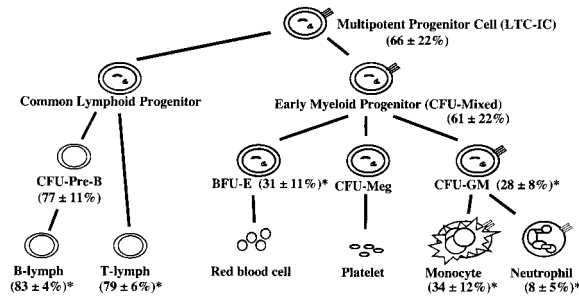 Multipotent Progenitor Cell (LTC-IC)
(66 ± 22%)
Common Lymphoid Progenitor
Early Myeloid Progenitor (CFU-Mixed)
(61 ± 22%)
CFU-Pre-B
(77 ± 11%)
BFU-E (31 ± 11%)*
CFU-Meg
CFU-GM (28 ± 8%)*
B-lymph
(83 ± 4%)*
T-lymph
(79 ± 6%)*
Red blood cell
Platelet
Monocyte
(34 ± 12%)*
Neutrophil
(8 ± 5%)*